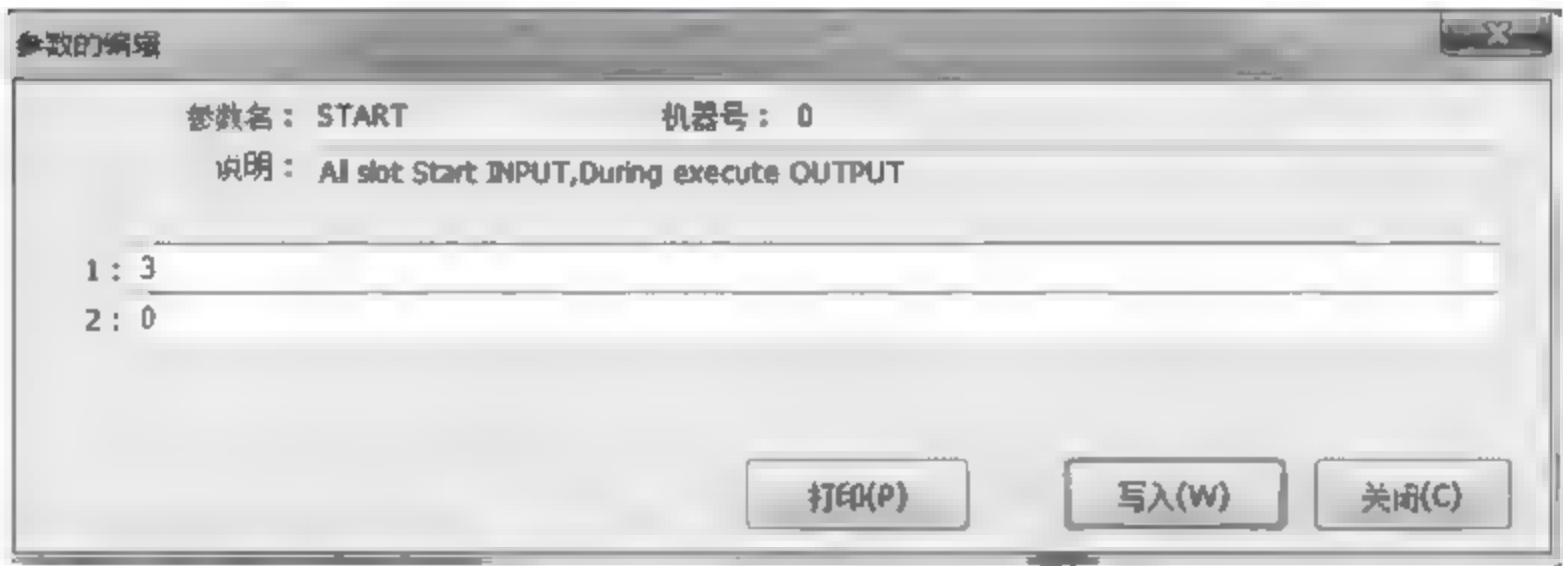 参数的编辑
参数名： START 机器号： 0
说明： All slot Start INPUT,During execute OUTPUT
1： 3
2： 0
打印(P) 写入(W) 关闭(C)